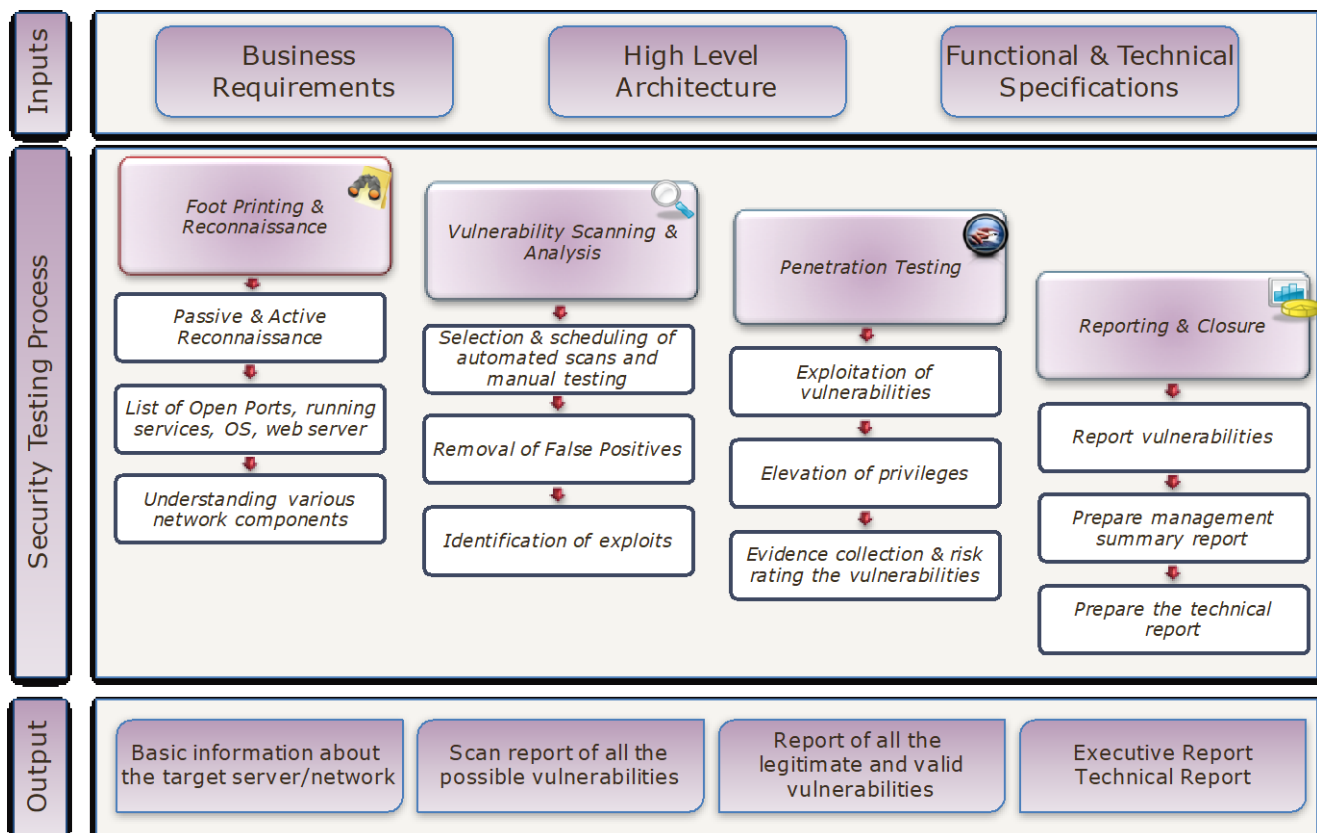 Inputs
Business
Requirements
High Level
Architecture
Functional & Technical
Specifications
Security Testing Process
Foot Printing &
Reconnaissance
Passive & Active
Reconnaissance
List of Open Ports, running
services, OS, web server
Understanding various
network components
Vulnerability Scanning &
Analysis
Selection & scheduling of
automated scans and
manual testing
Removal of False Positives
Identification of exploits
Penetration Testing
Exploitation of
vulnerabilities
Elevation of privileges
Evidence collection & risk
rating the vulnerabilities
Reporting & Closure
Report vulnerabilities
Prepare management
summary report
Prepare the technical
report
Output
Basic information about
the target server/network
Scan report of all the
possible vulnerabilities
Report of all the
legitimate and valid
vulnerabilities
Executive Report
Technical Report